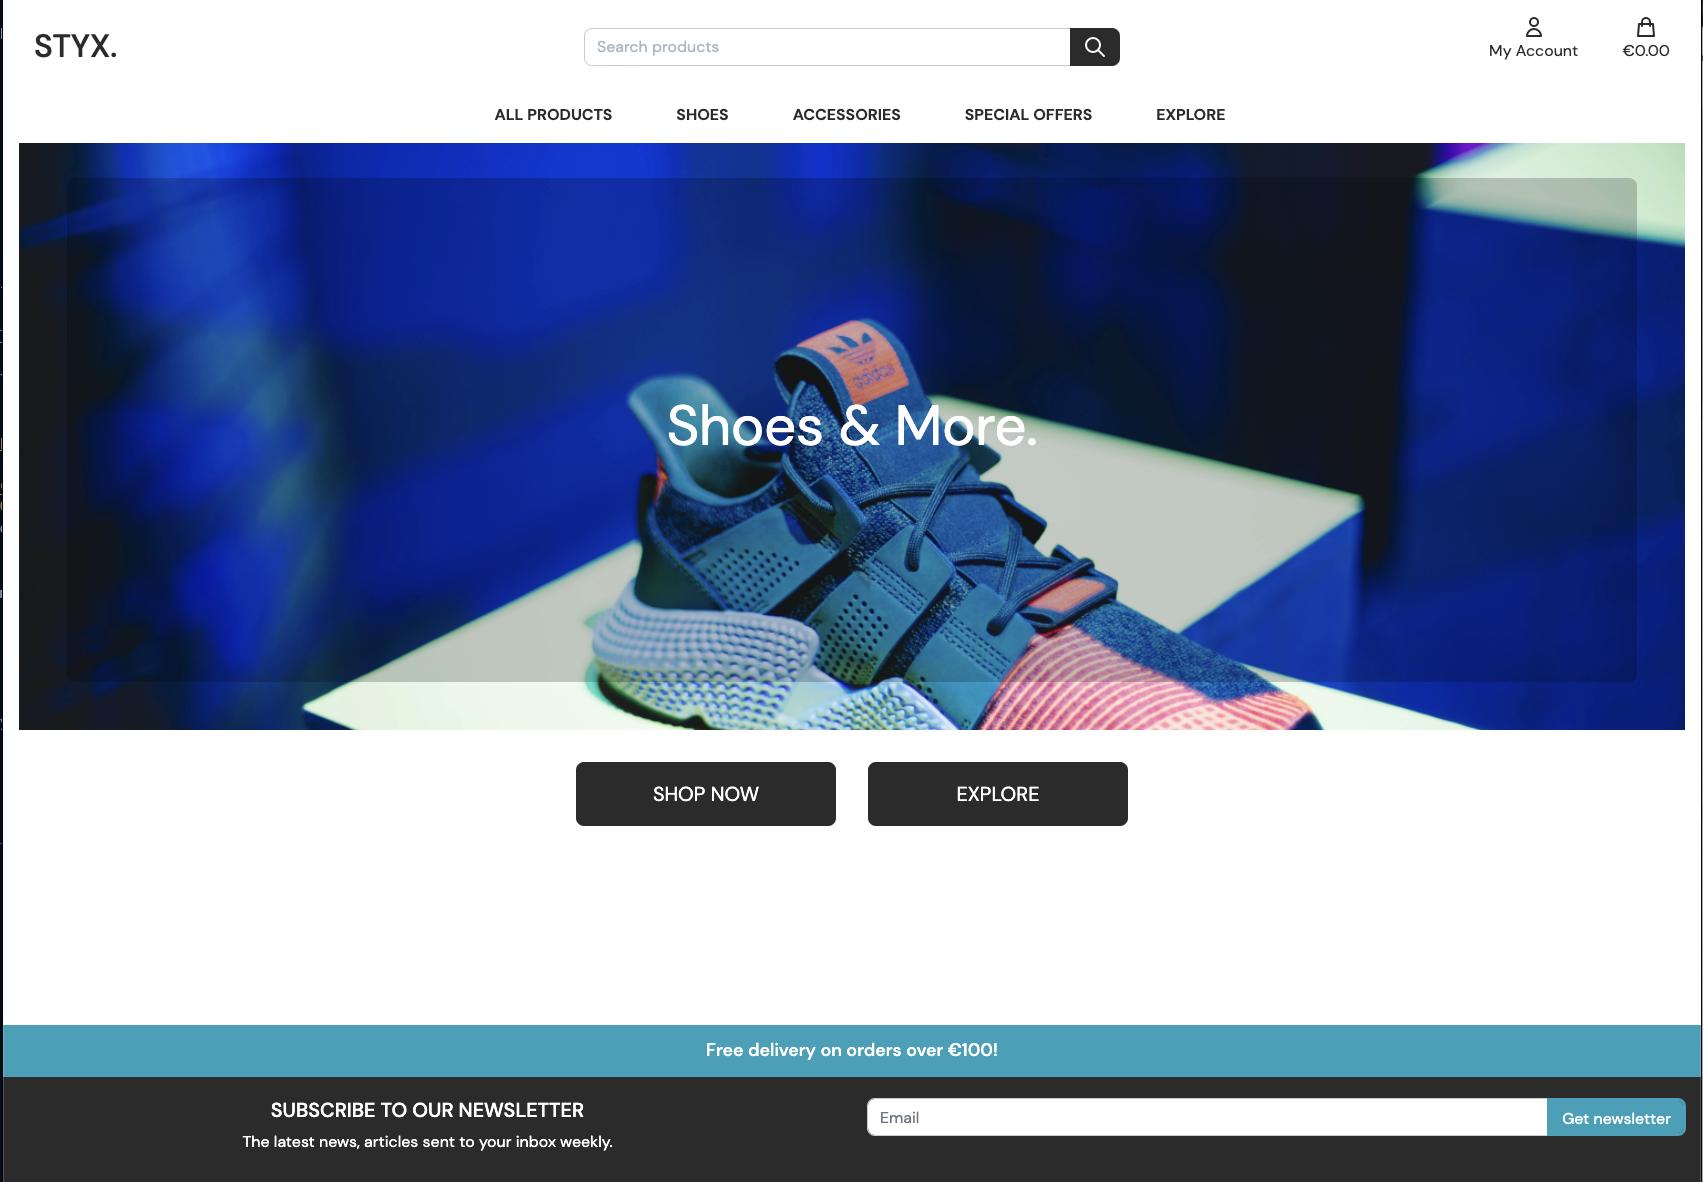 STYX.
Search products
My Account
€0.00
ALL PRODUCTS
SHOES
ACCESSORIES
SPECIAL OFFERS
EXPLORE
adidas
Shoes & More.
SHOP NOW
EXPLORE
Free delivery on orders over €100!
SUBSCRIBE TO OUR NEWSLETTER
The latest news, articles sent to your inbox weekly.
Email
Get newsletter